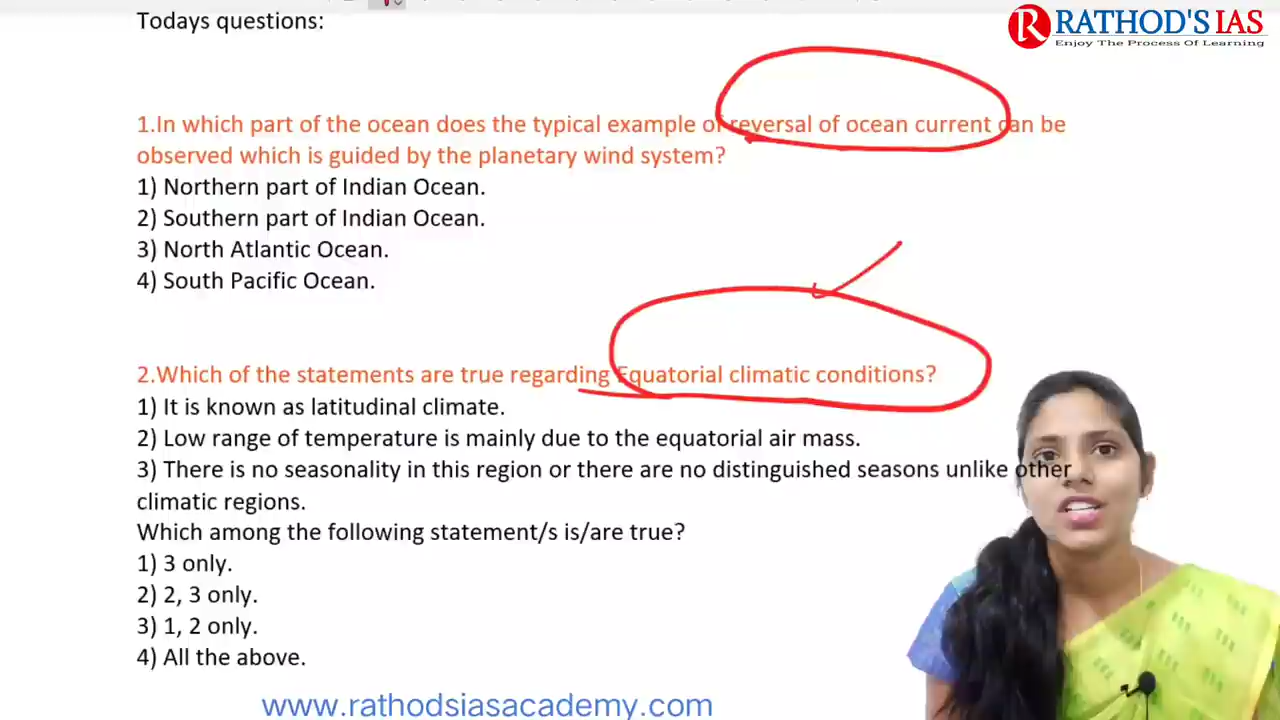 Todays questions:
R RATHOD'S IAS
Enjoy The Process Of Learning
1.In which part of the ocean does the typical example of reversal of ocean current can be
observed which is guided by the planetary wind system?
1) Northern part of Indian Ocean.
2) Southern part of Indian Ocean.
3) North Atlantic Ocean.
4) South Pacific Ocean.
2.Which of the statements are true regarding Equatorial climatic conditions?
1) It is known as latitudinal climate.
2) Low range of temperature is mainly due to the equatorial air mass.
3) There is no seasonality in this region or there are no distinguished seasons unlike other
climatic regions.
Which among the following statement/s is/are true?
1) 3 only.
2) 2, 3 only.
3) 1, 2 only.
4) All the above.
www.rathodsiasacademy.com